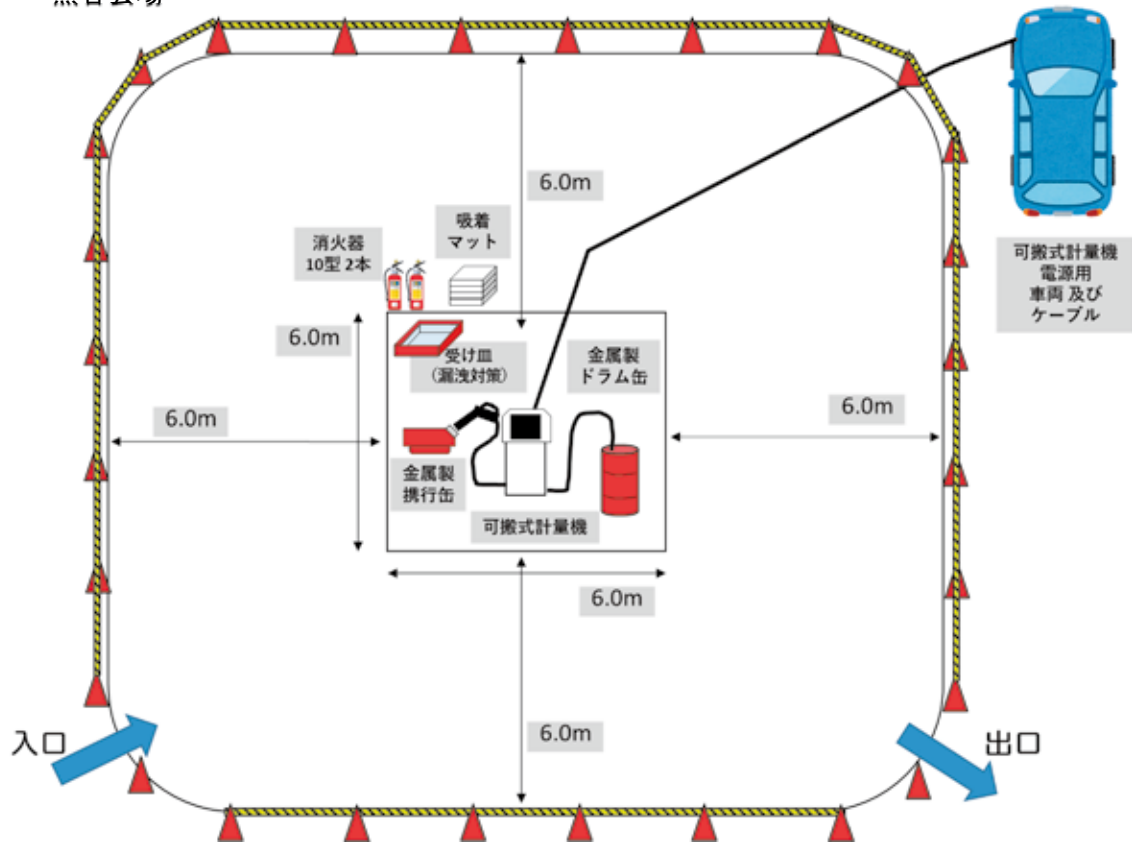 6.0m
吸着
マット
消火器
10型 2本
可搬式計量機
電源用
車両 及び
ケーブル
6.0m
受け皿
(漏洩対策)
金属製
ドラム缶
6.0m
6.0m
金属製
携行缶
可搬式計量機
6.0m
6.0m
入口
出口